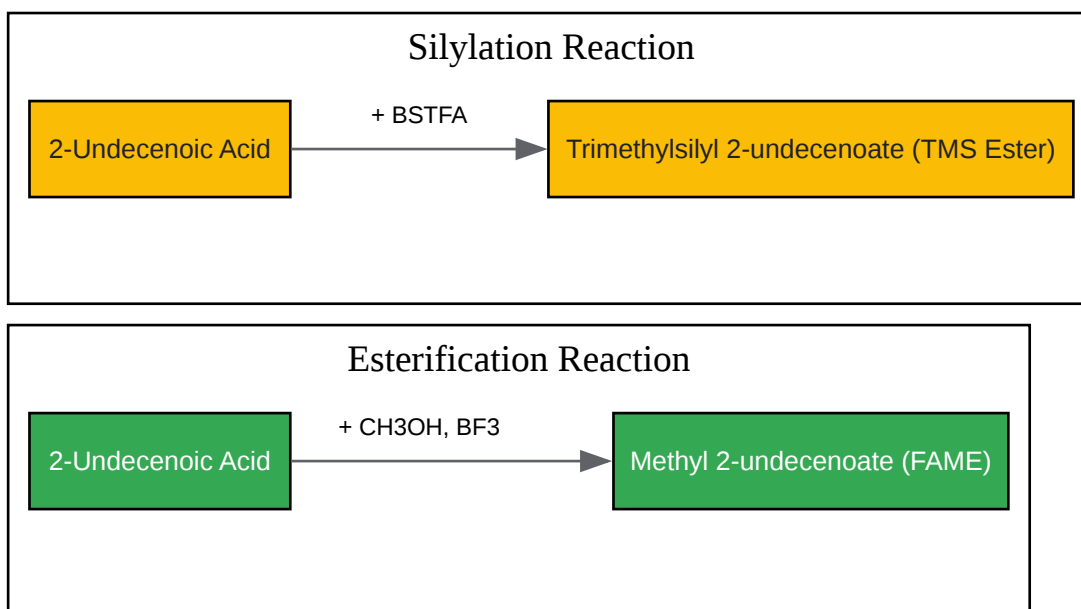 Silylation Reaction
+ BSTFA
2-Undecenoic Acid
Trimethylsilyl 2-undecenoate (TMS Ester)
Esterification Reaction
+ CH3OH, BF3
2-Undecenoic Acid
Methyl 2-undecenoate (FAME)